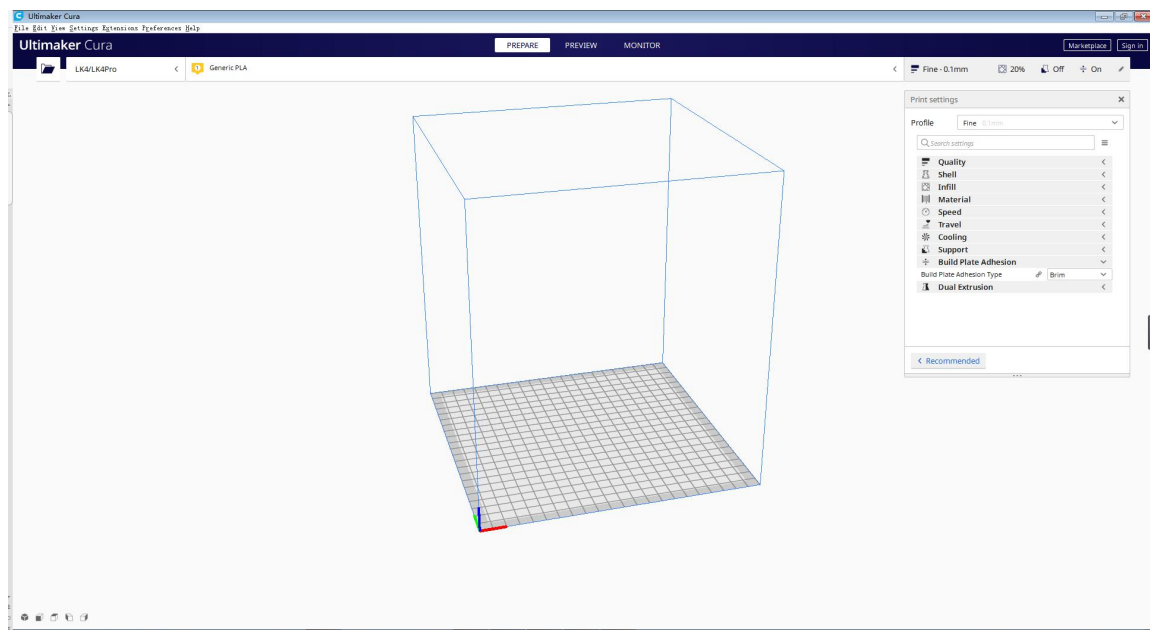 Ultimaker Cura
File Edit View Settings Extensions Preferences Help
Ultimaker Cura
PREPARE
PREVIEW
MONITOR
Marketplace
Sign in
LK4/LK4Pro
Generic PLA
Fine - 0.1mm
20%
Off
On
Print settings
Profile
Fine 0.1mm
Search settings
Quality
Shell
Infill
Material
Speed
Travel
Cooling
Support
Build Plate Adhesion
Build Plate Adhesion Type
Brim
Dual Extrusion
Recommended